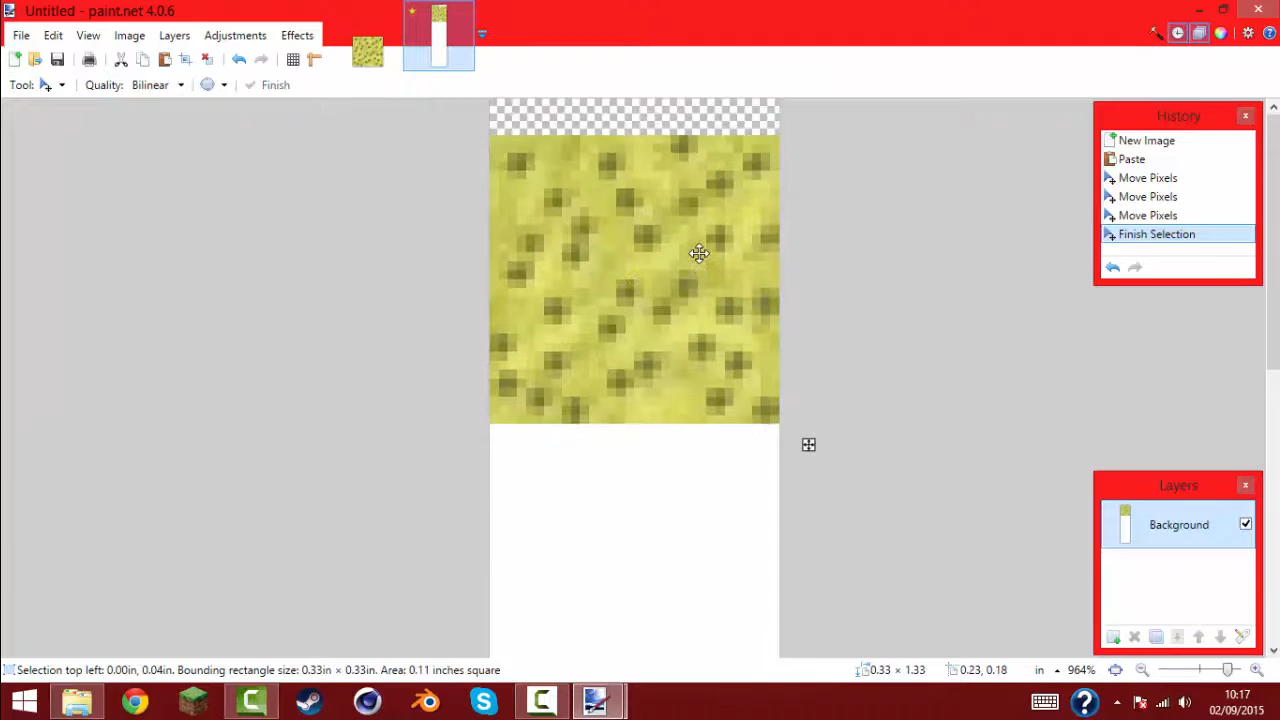 Untitled - paint.net 4.0.6
File Edit View Image Layers Adjustments Effects
Tool: Quality: Bilinear Finish
History
New Image
Paste
Move Pixels
Move Pixels
Move Pixels
Finish Selection
Layers
Background
Selection top left: 0.00in, 0.04in. Bounding rectangle size: 0.33in × 0.33in. Area: 0.11 inches square
0.33 × 1.33 0.23, 0.18 in 964%
10:17
02/09/2015